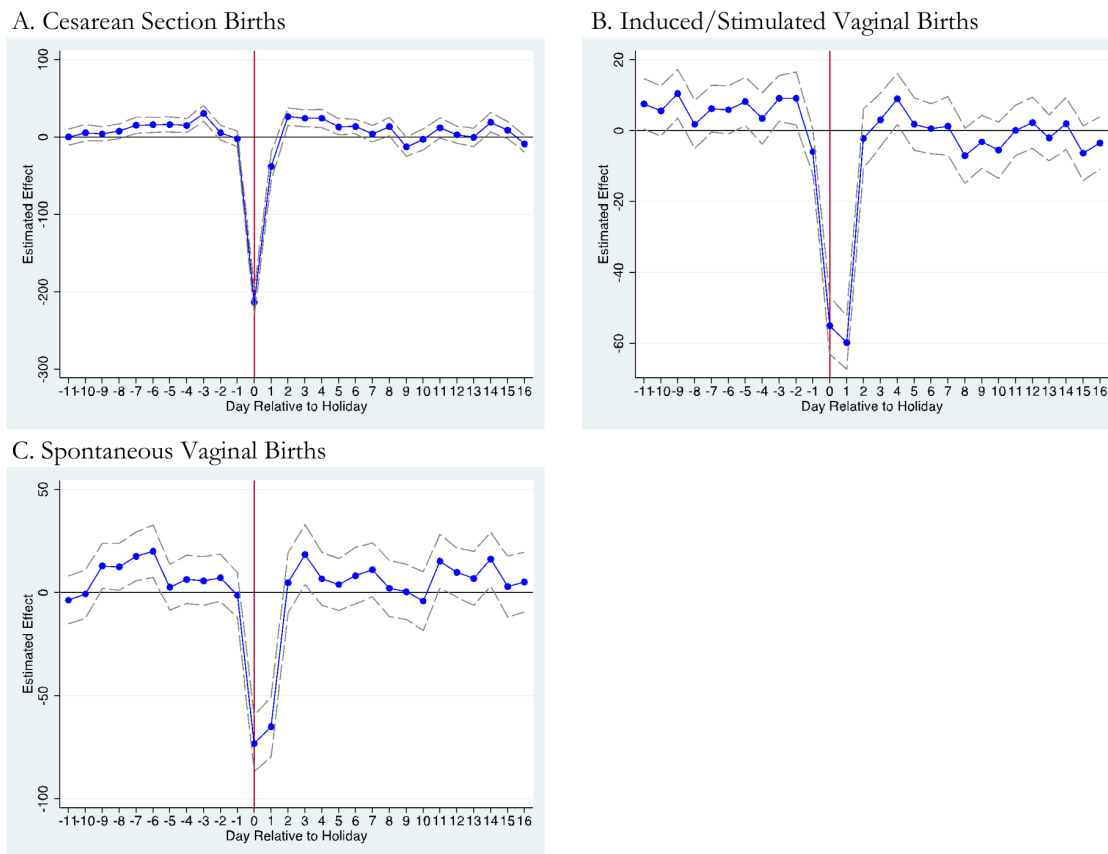 A. Cesarean Section Births
100
0
-100
-200
-300
Estimated Effect
-11-10-9 -8 -7 -6 -5 -4 -3 -2 -1 0 1 2 3 4 5 6 7 8 9 10 11 12 13 14 15 16
Day Relative to Holiday
B. Induced/Stimulated Vaginal Births
20
0
-20
-40
-60
Estimated Effect
-11-10-9 -8 -7 -6 -5 -4 -3 -2 -1 0 1 2 3 4 5 6 7 8 9 10 11 12 13 14 15 16
Day Relative to Holiday
C. Spontaneous Vaginal Births
50
0
-50
-100
Estimated Effect
-11-10-9 -8 -7 -6 -5 -4 -3 -2 -1 0 1 2 3 4 5 6 7 8 9 10 11 12 13 14 15 16
Day Relative to Holiday